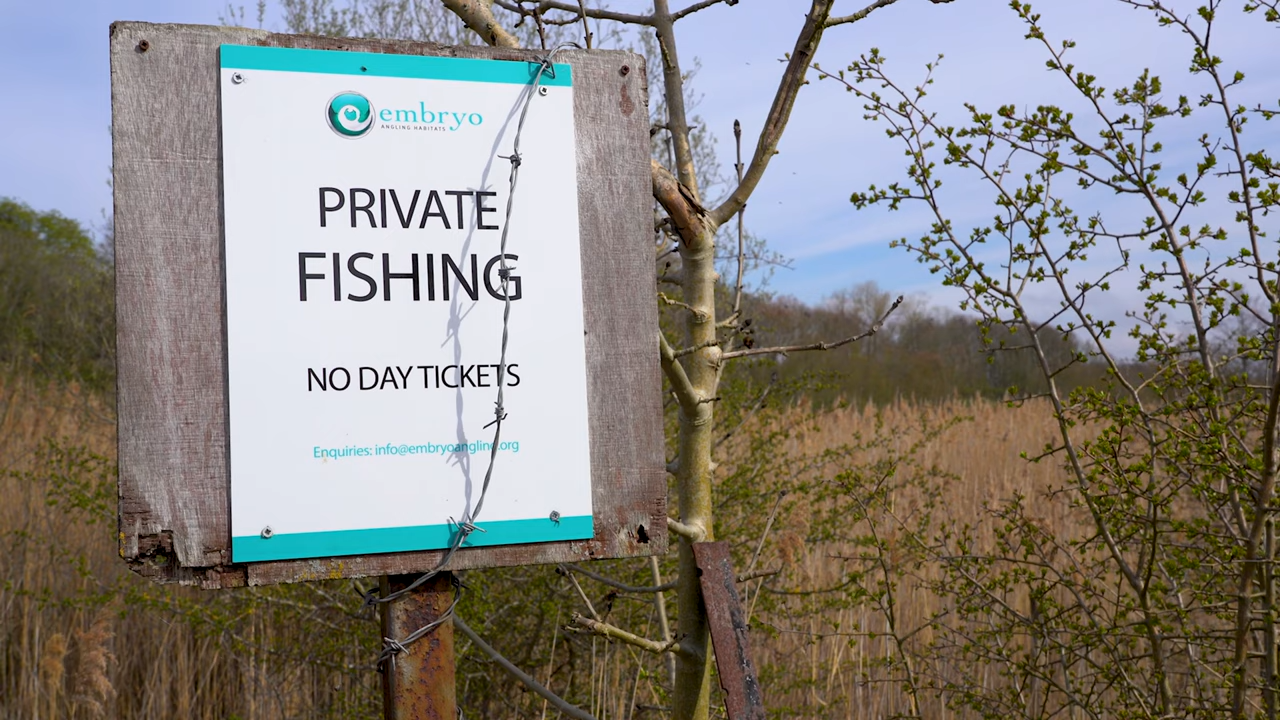 embryo
ANGLING HABITATS
PRIVATE
FISHING
NO DAY TICKETS
Enquiries: info@embryoangling.org